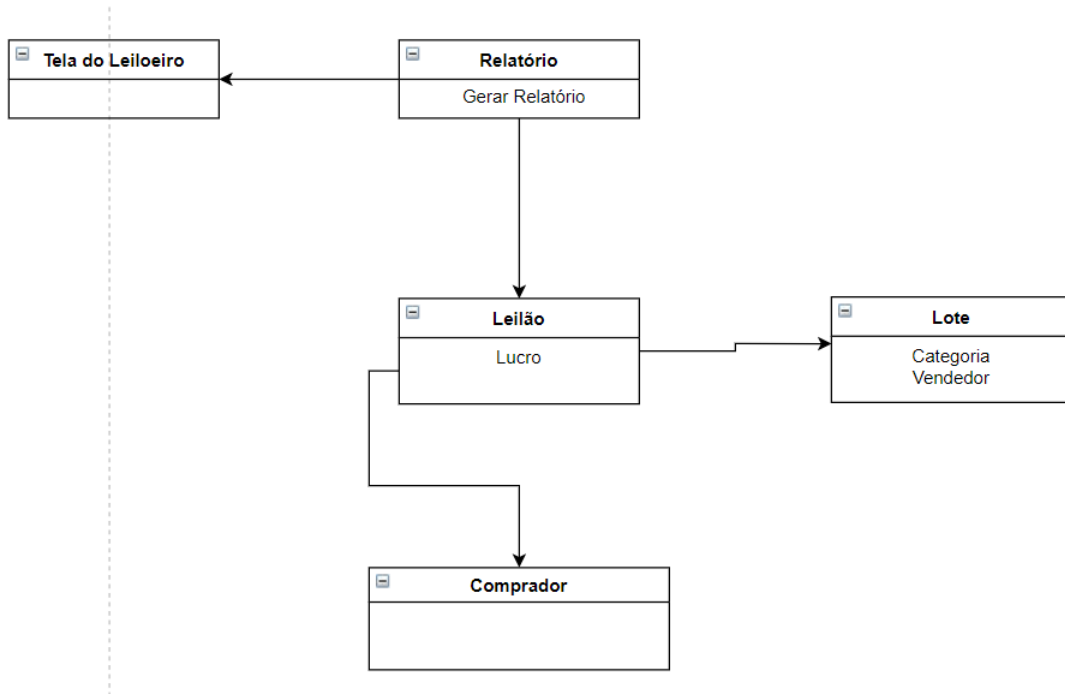 Tela do Leiloeiro
Relatório
Gerar Relatório
Leilão
Lucro
Lote
Categoria
Vendedor
Comprador